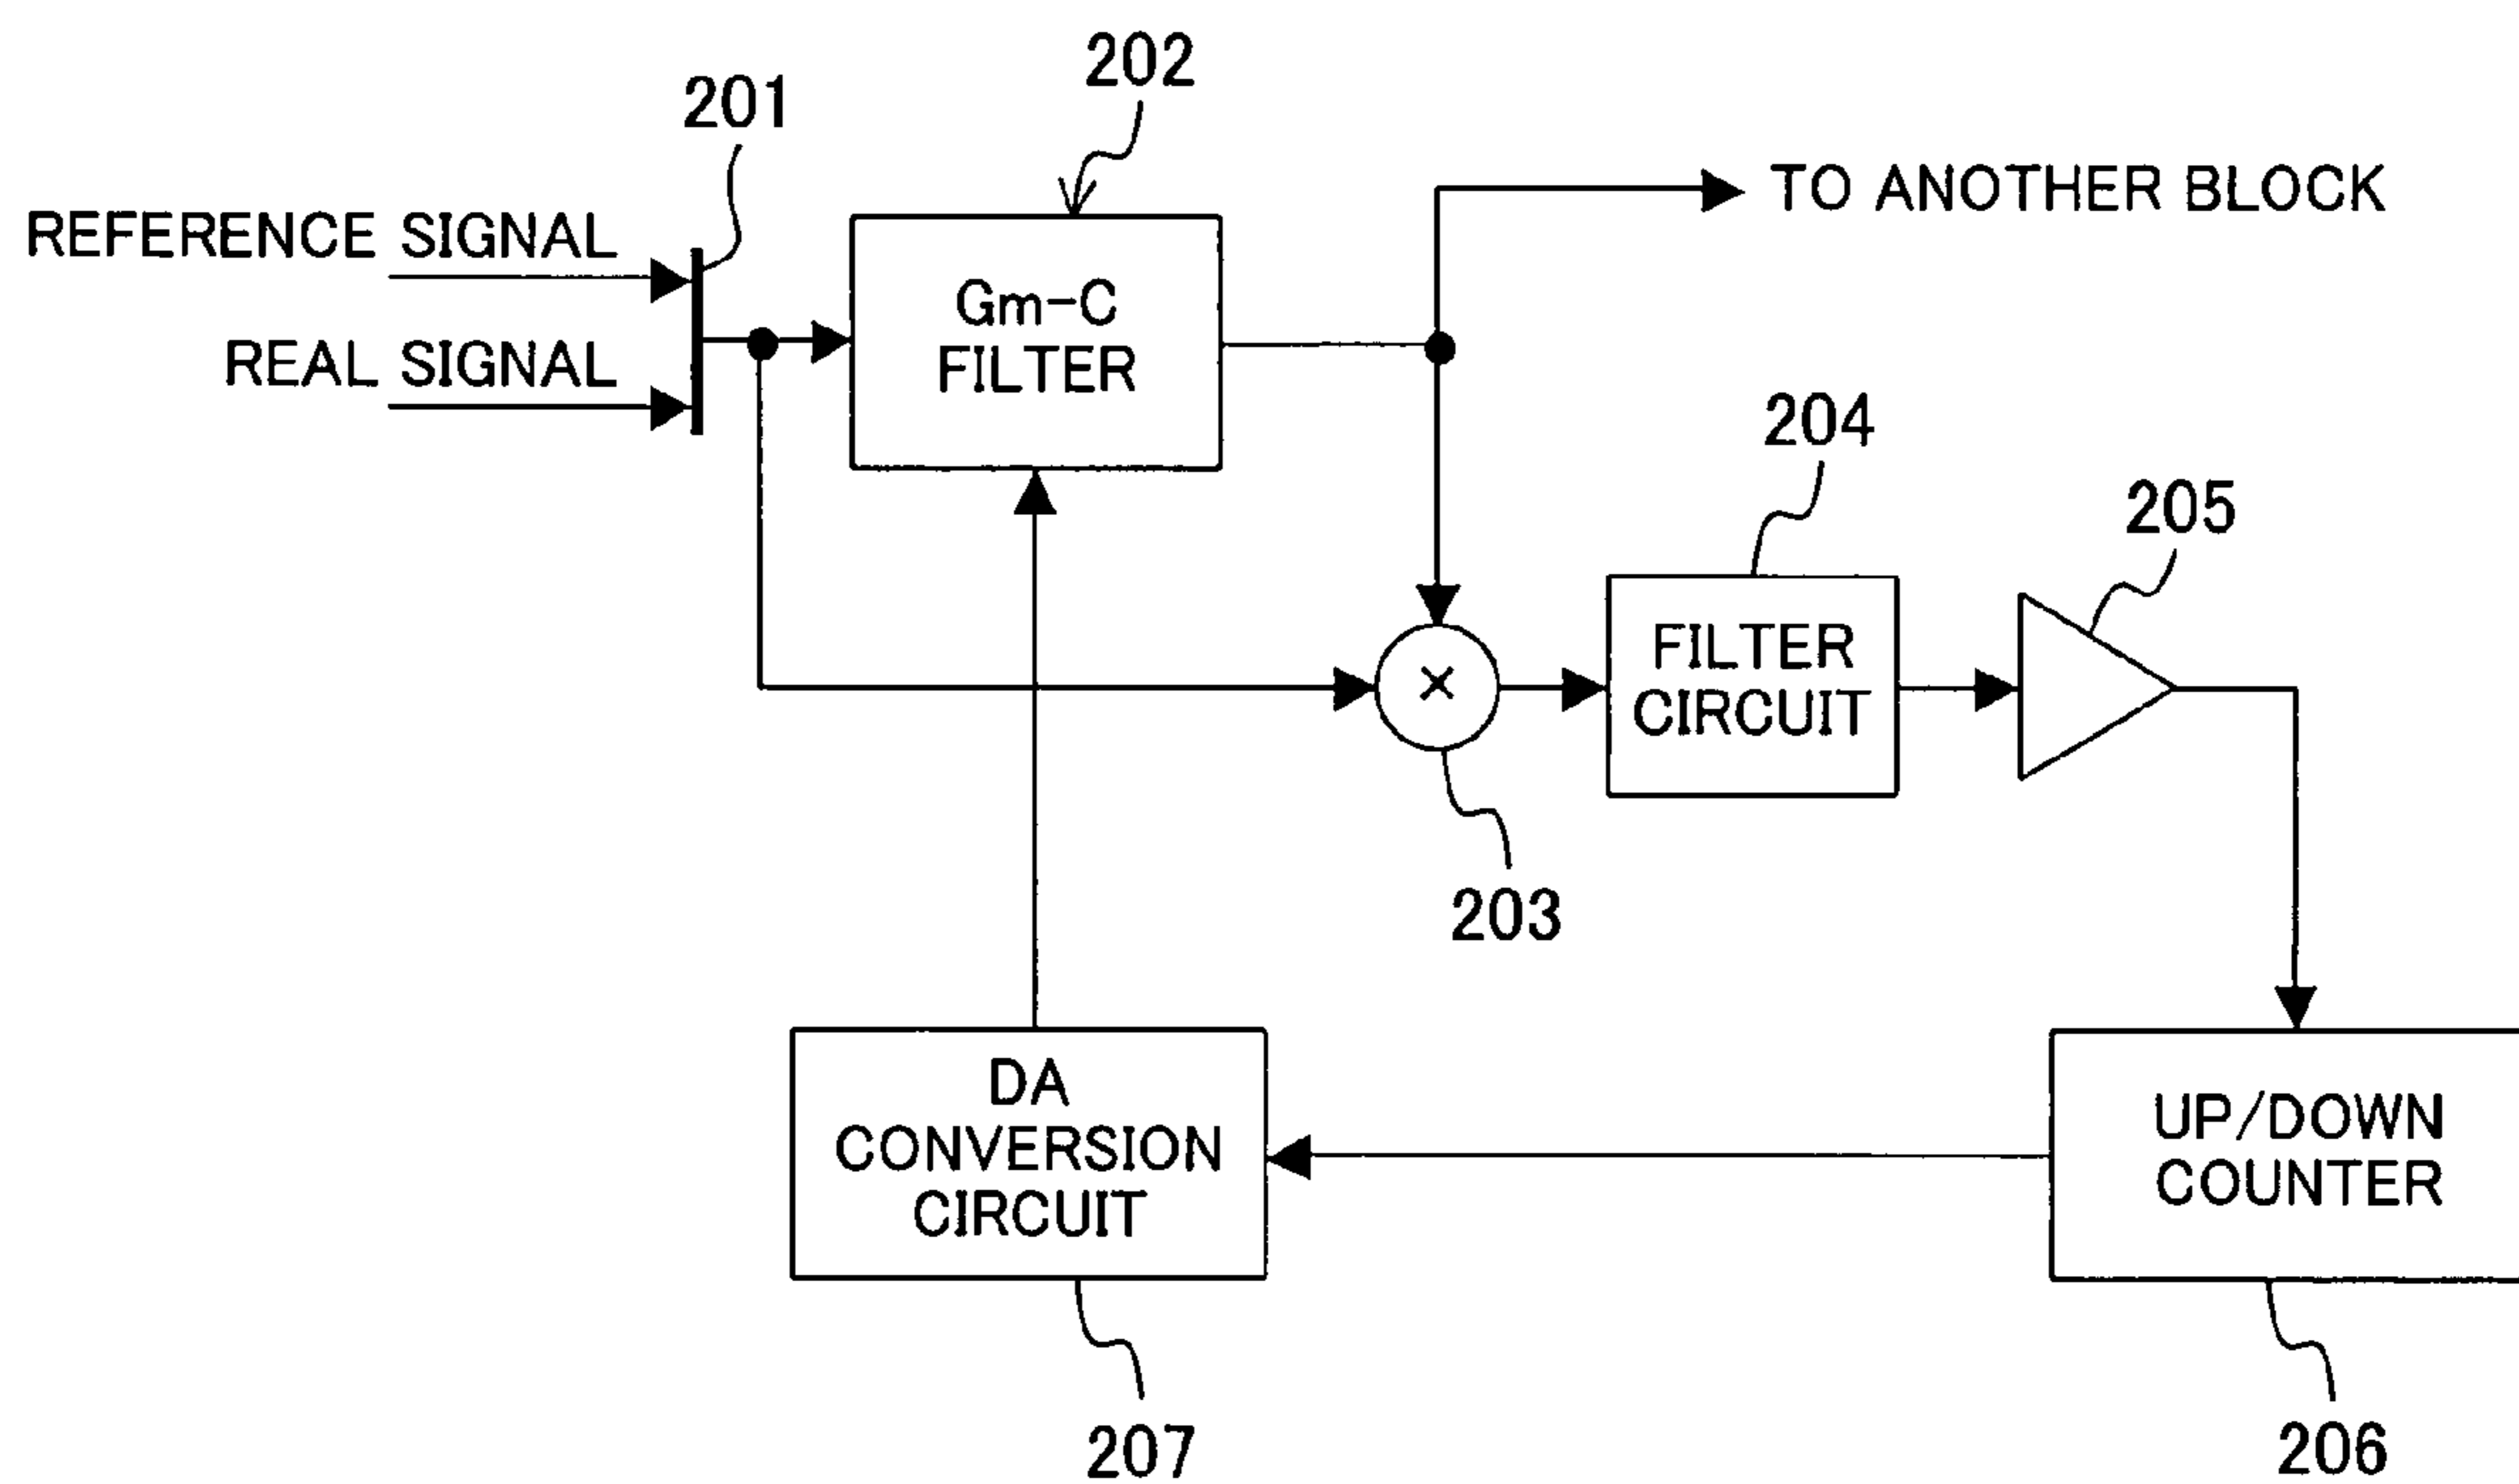 202
201
REFERENCE SIGNAL
REAL SIGNAL
Gm-C
FILTER
TO ANOTHER BLOCK
204
205
×
FILTER
CIRCUIT
203
DA
CONVERSION
CIRCUIT
UP/DOWN
COUNTER
207
206